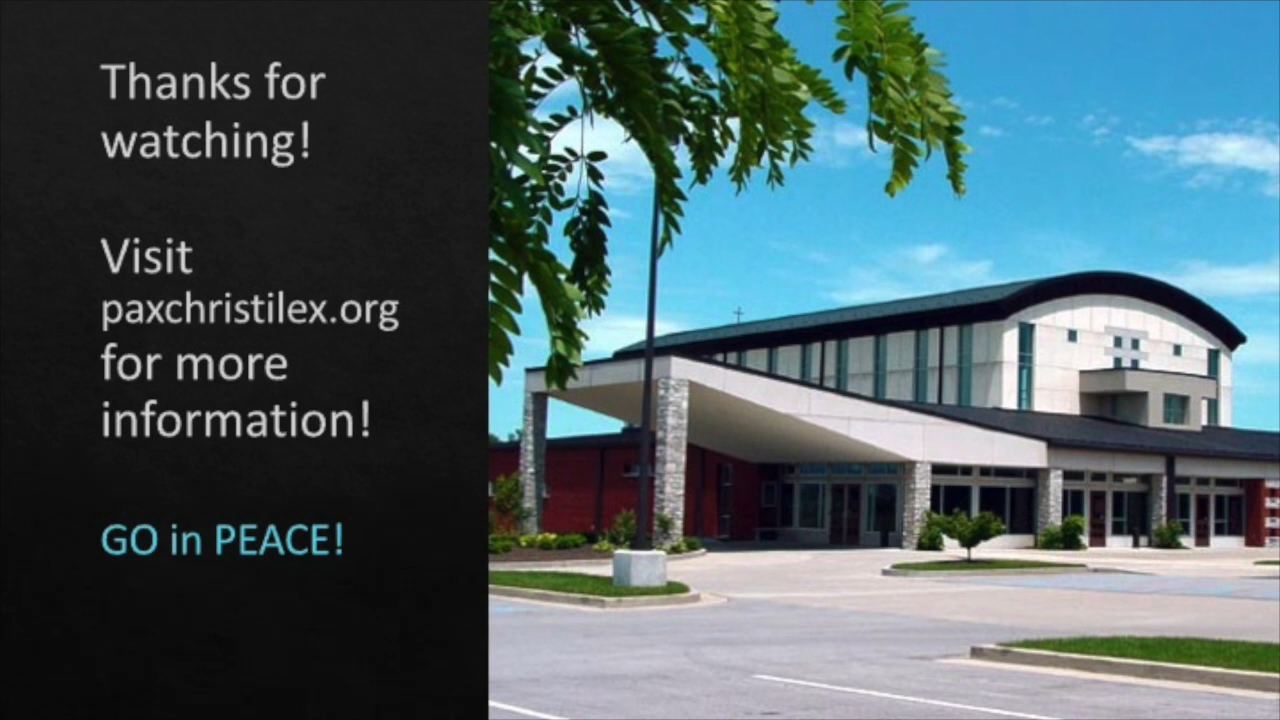 Thanks for
watching!
Visit
paxchristilex.org
for more
information!
GO in PEACE!